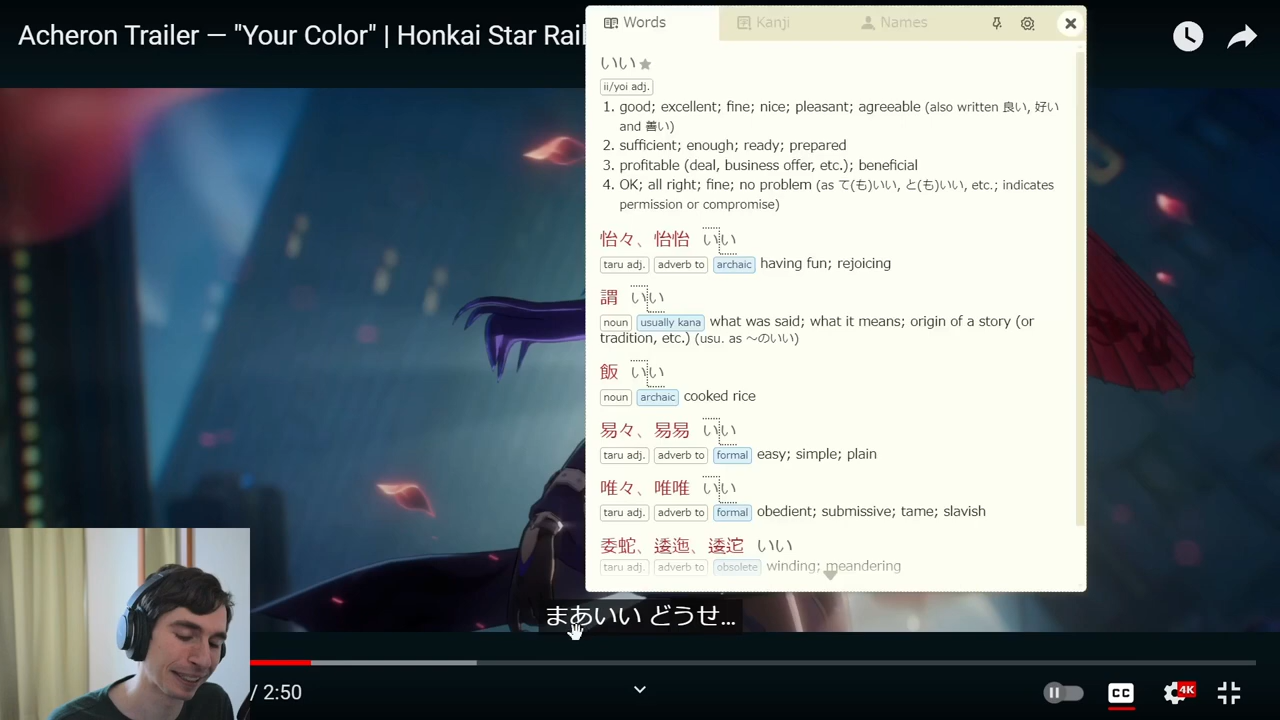 Acheron Trailer — "Your Color" | Honkai Star Rail
Words
Kanji
Names
いい ★
ii/yoi adj.
1. good; excellent; fine; nice; pleasant; agreeable (also written 良い, 好い
and 善い)
2. sufficient; enough; ready; prepared
3. profitable (deal, business offer, etc.); beneficial
4. OK; all right; fine; no problem (as て(も)いい, と(も)いい, etc.; indicates
permission or compromise)
怡々、怡怡 いい
taru adj. adverb to archaic having fun; rejoicing
謂 いい
noun usually kana what was said; what it means; origin of a story (or
tradition, etc.) (usu. as 〜のいい)
飯 いい
noun archaic cooked rice
易々、易易 いい
taru adj. adverb to formal easy; simple; plain
唯々、唯唯 いい
taru adj. adverb to formal obedient; submissive; tame; slavish
委蛇、逶迤、逶迱 いい
taru adj. adverb to obsolete winding; meandering
まあいい どうせ...
/ 2:50
CC
4K